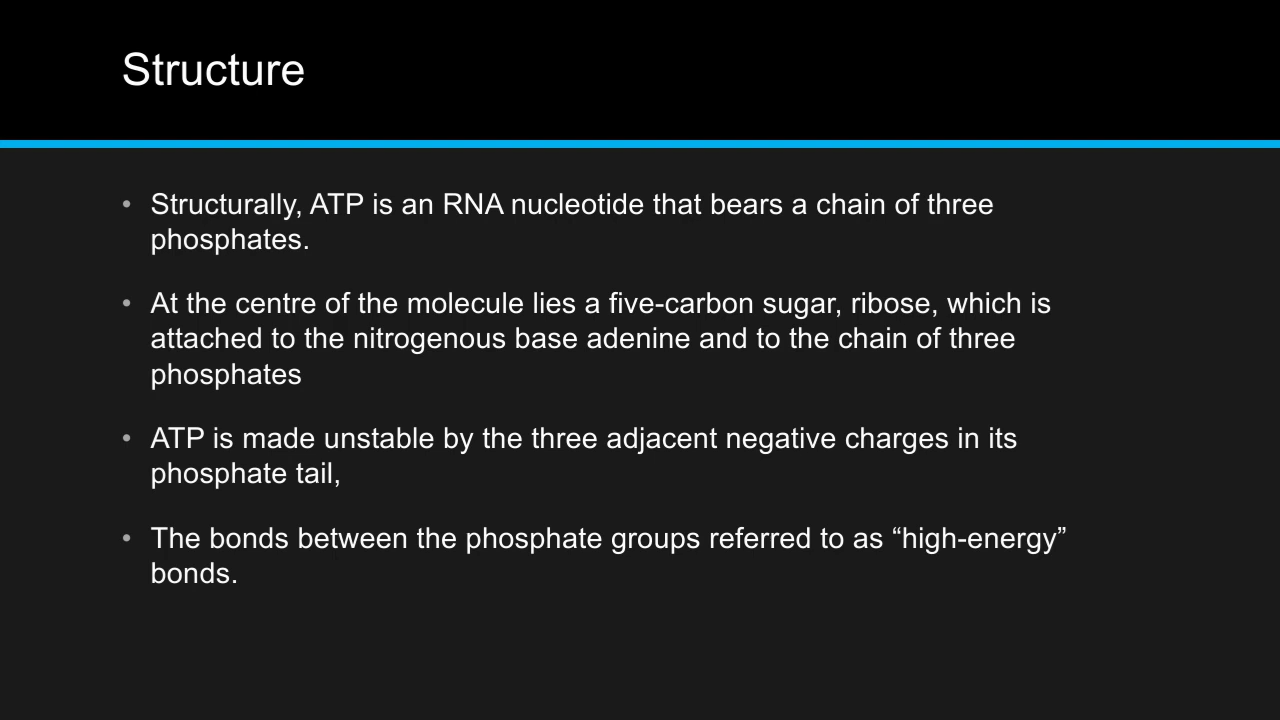 Structure
• Structurally, ATP is an RNA nucleotide that bears a chain of three
phosphates.
• At the centre of the molecule lies a five-carbon sugar, ribose, which is
attached to the nitrogenous base adenine and to the chain of three
phosphates
• ATP is made unstable by the three adjacent negative charges in its
phosphate tail,
• The bonds between the phosphate groups referred to as “high-energy”
bonds.